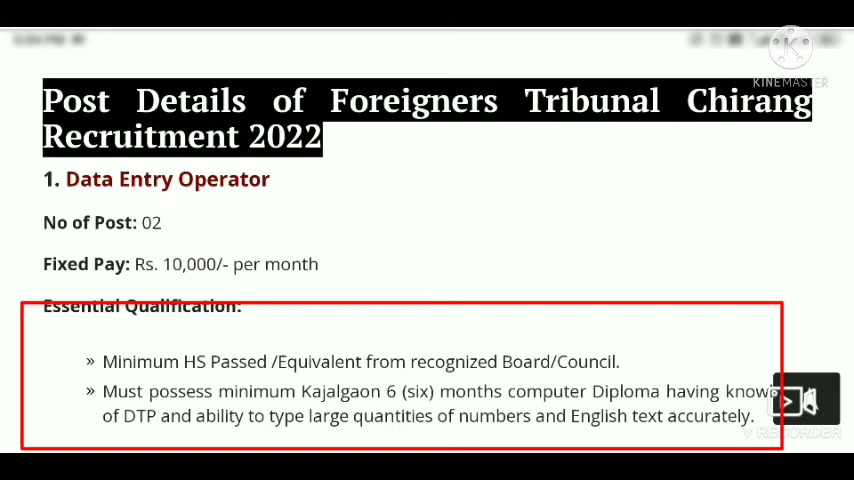 KINEMASTER
Post Details of Foreigners Tribunal Chirang
Recruitment 2022
1. Data Entry Operator
No of Post: 02
Fixed Pay: Rs. 10,000/- per month
Essential Qualification:
» Minimum HS Passed /Equivalent from recognized Board/Council.
» Must possess minimum Kajalgaon 6 (six) months computer Diploma having
of DTP and ability to type large quantities of numbers and English text accurately.
V RECORDER